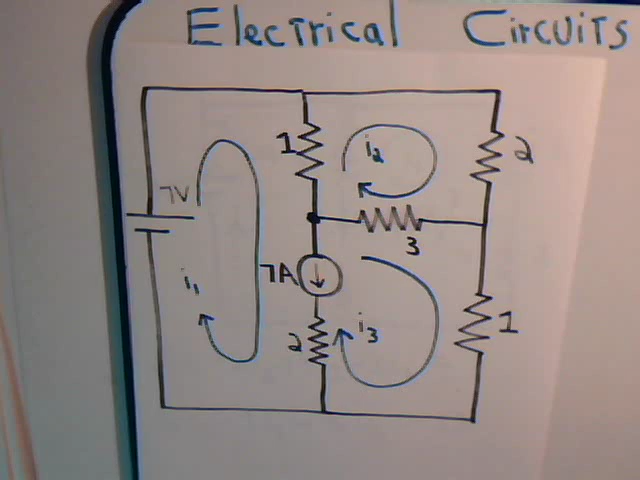 Electrical Circuits
1
i₂
2
7V
3
7A
i₁
2
i₃
1